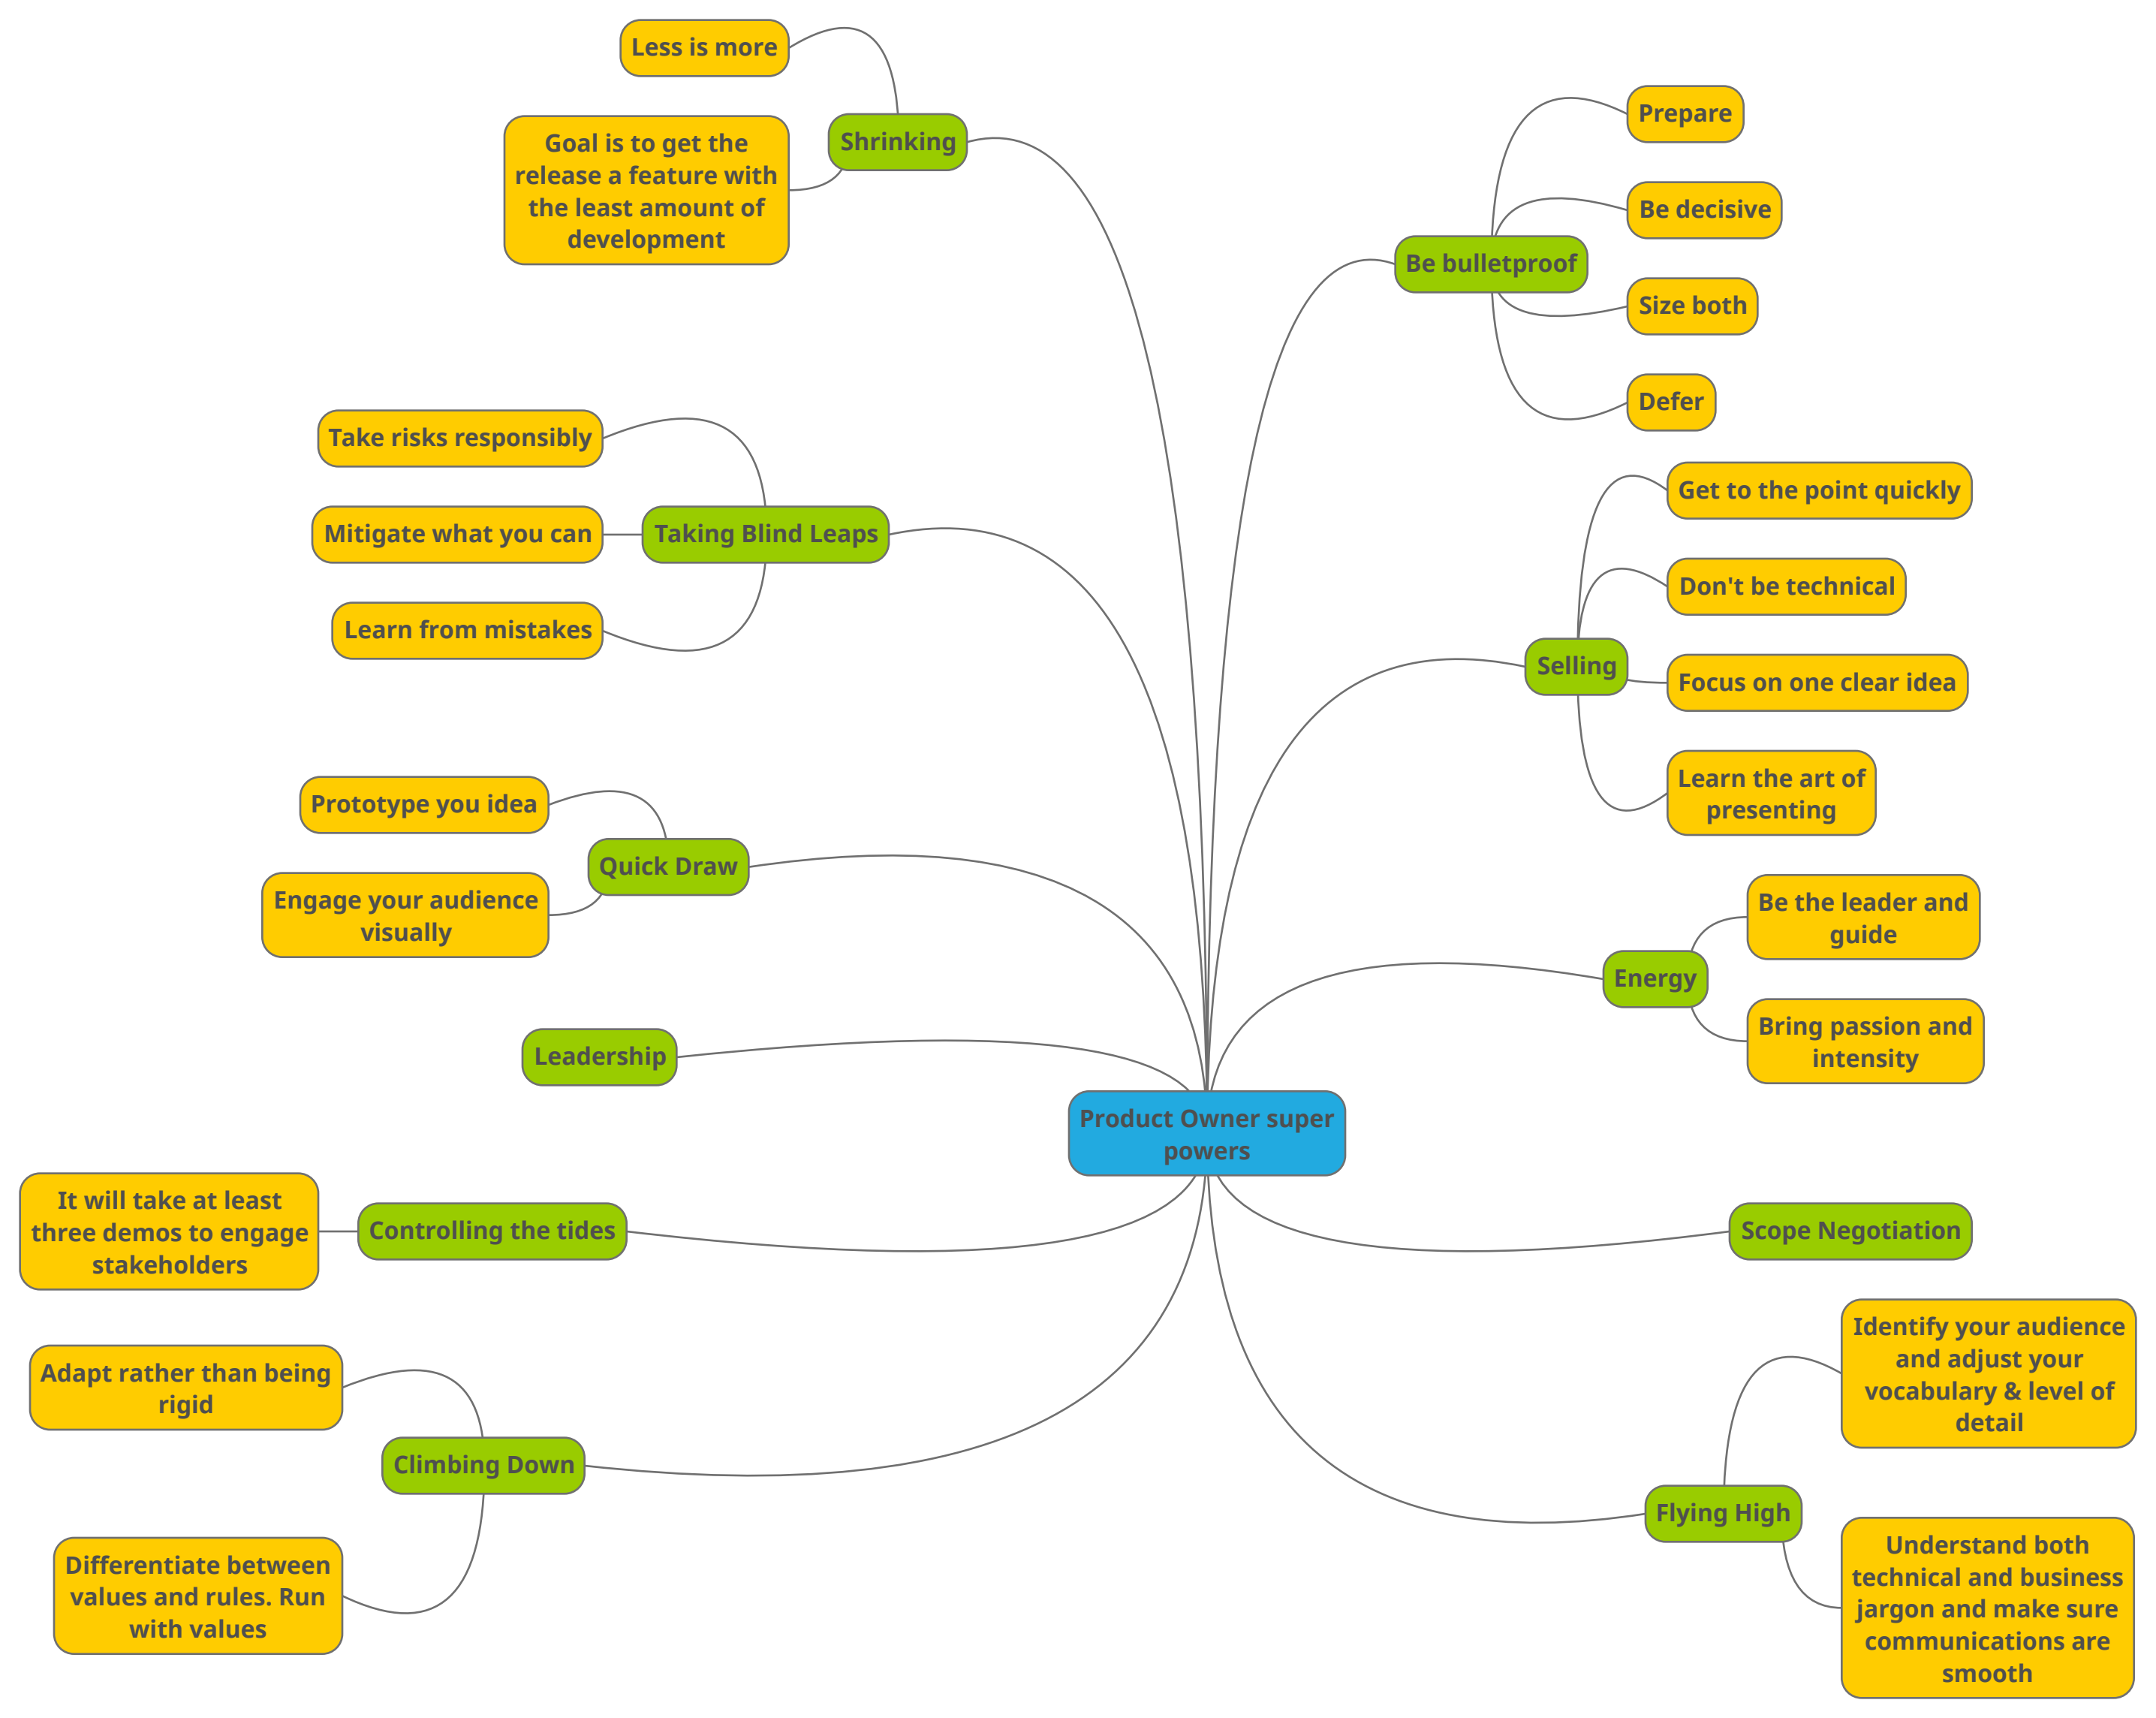 Product Owner super
powers
Be bulletproof
Prepare
Be decisive
Size both
Defer
Selling
Get to the point quickly
Don't be technical
Focus on one clear idea
Learn the art of
presenting
Energy
Be the leader and
guide
Bring passion and
intensity
Scope Negotiation
Flying High
Identify your audience
and adjust your
vocabulary & level of
detail
Understand both
technical and business
jargon and make sure
communications are
smooth
Shrinking
Less is more
Goal is to get the
release a feature with
the least amount of
development
Taking Blind Leaps
Take risks responsibly
Mitigate what you can
Learn from mistakes
Quick Draw
Prototype you idea
Engage your audience
visually
Leadership
Controlling the tides
It will take at least
three demos to engage
stakeholders
Climbing Down
Adapt rather than being
rigid
Differentiate between
values and rules. Run
with values